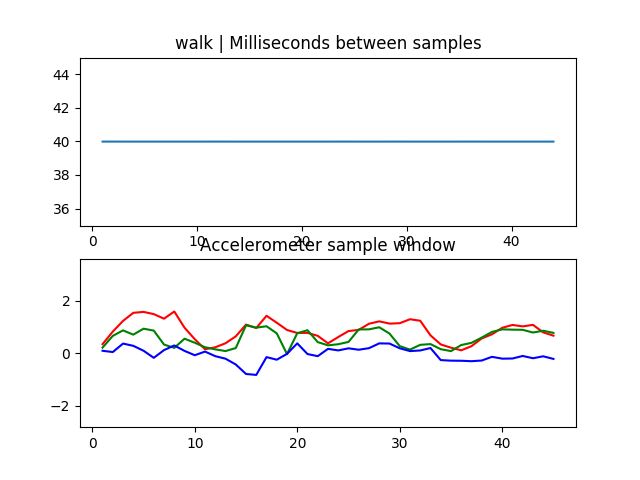 walk | Milliseconds between samples
44
42
40
38
36
0 10 20 30 40
Accelerometer sample window
2
0
−2
0 10 20 30 40